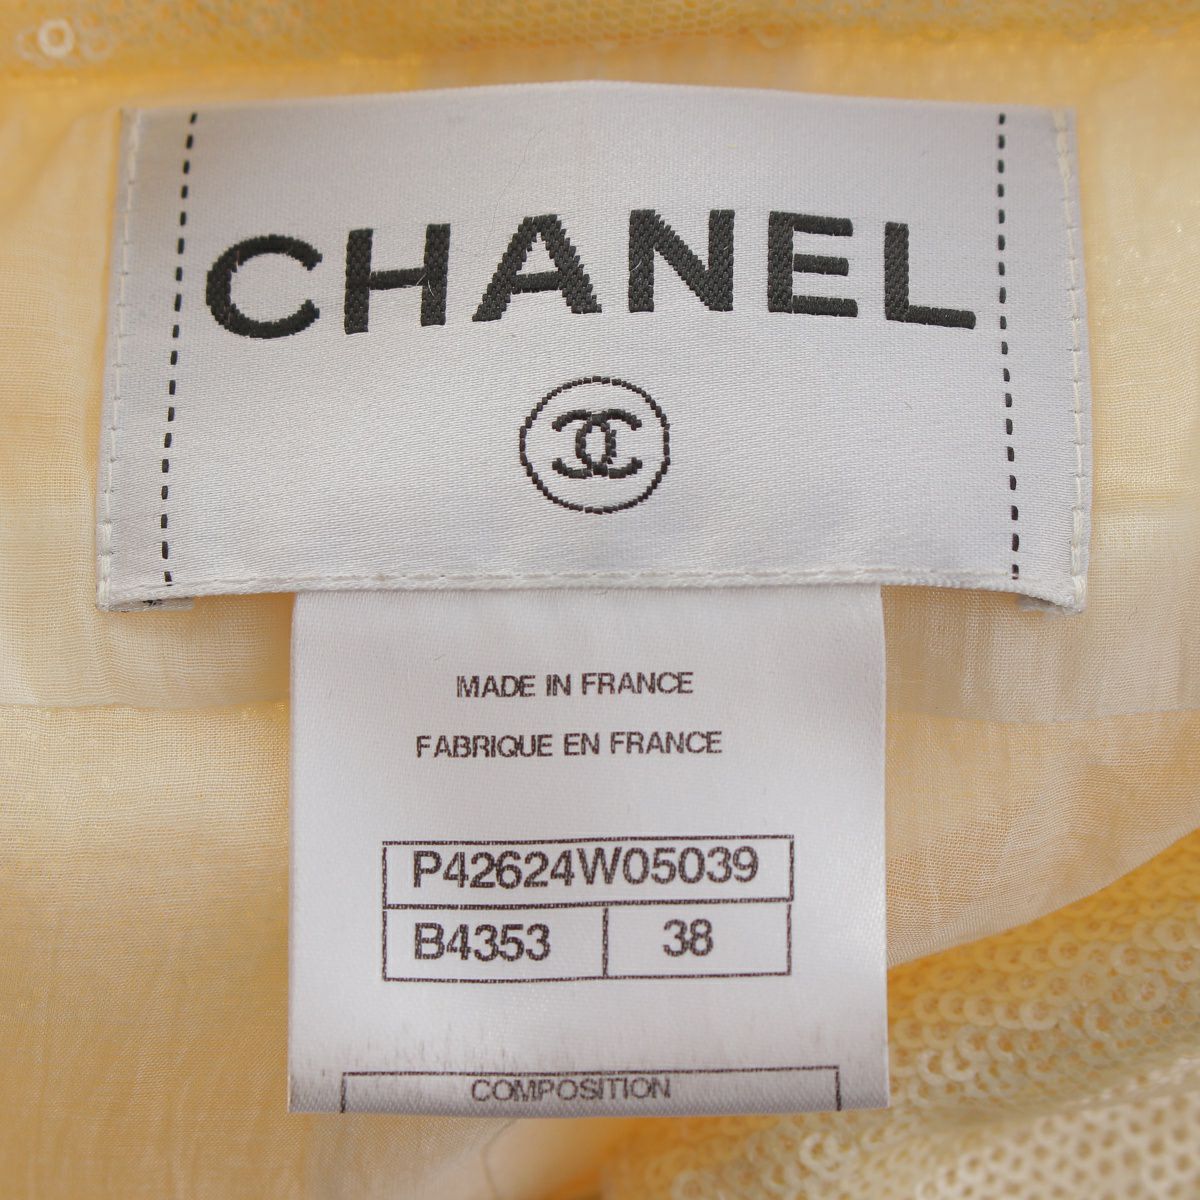 CHANEL
MADE IN FRANCE
FABRIQUE EN FRANCE
P42624W05039
B4353 38
COMPOSITION